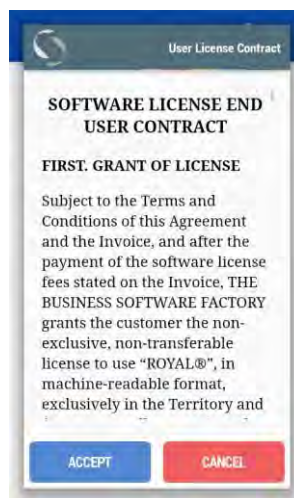 User License Contract
SOFTWARE LICENSE END
USER CONTRACT
FIRST. GRANT OF LICENSE
Subject to the Terms and
Conditions of this Agreement
and the Invoice, and after the
payment of the software license
fees stated on the Invoice, THE
BUSINESS SOFTWARE FACTORY
grants the customer the non-
exclusive, non-transferable
license to use “ROYAL®”, in
machine-readable format,
exclusively in the Territory and
ACCEPT
CANCEL